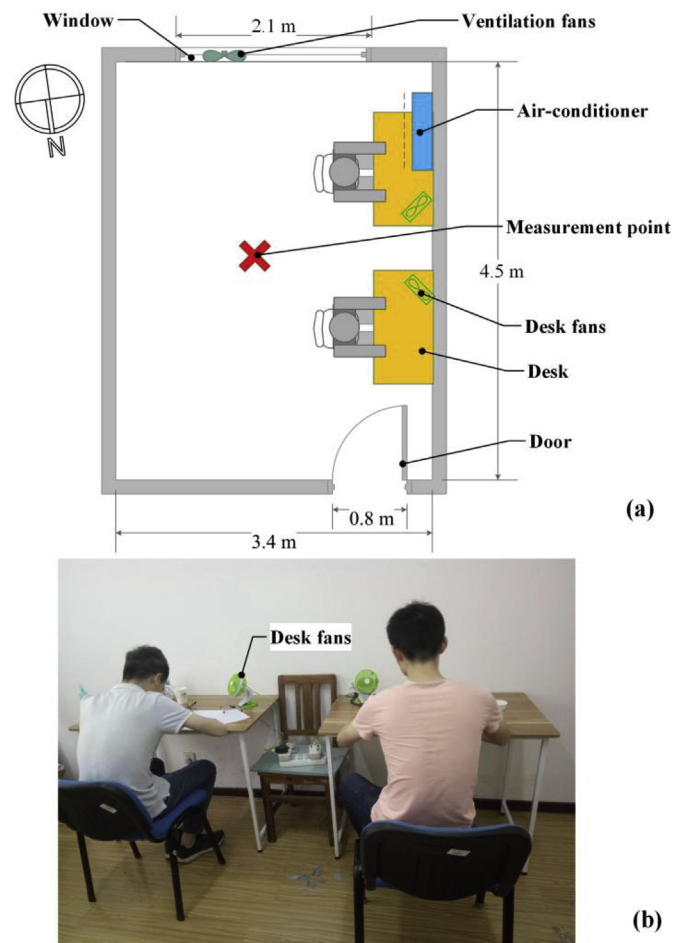 Window
2.1 m
Ventilation fans
N
Air-conditioner
Measurement point
4.5 m
Desk fans
Desk
Door
(a)
0.8 m
3.4 m
Desk fans
(b)